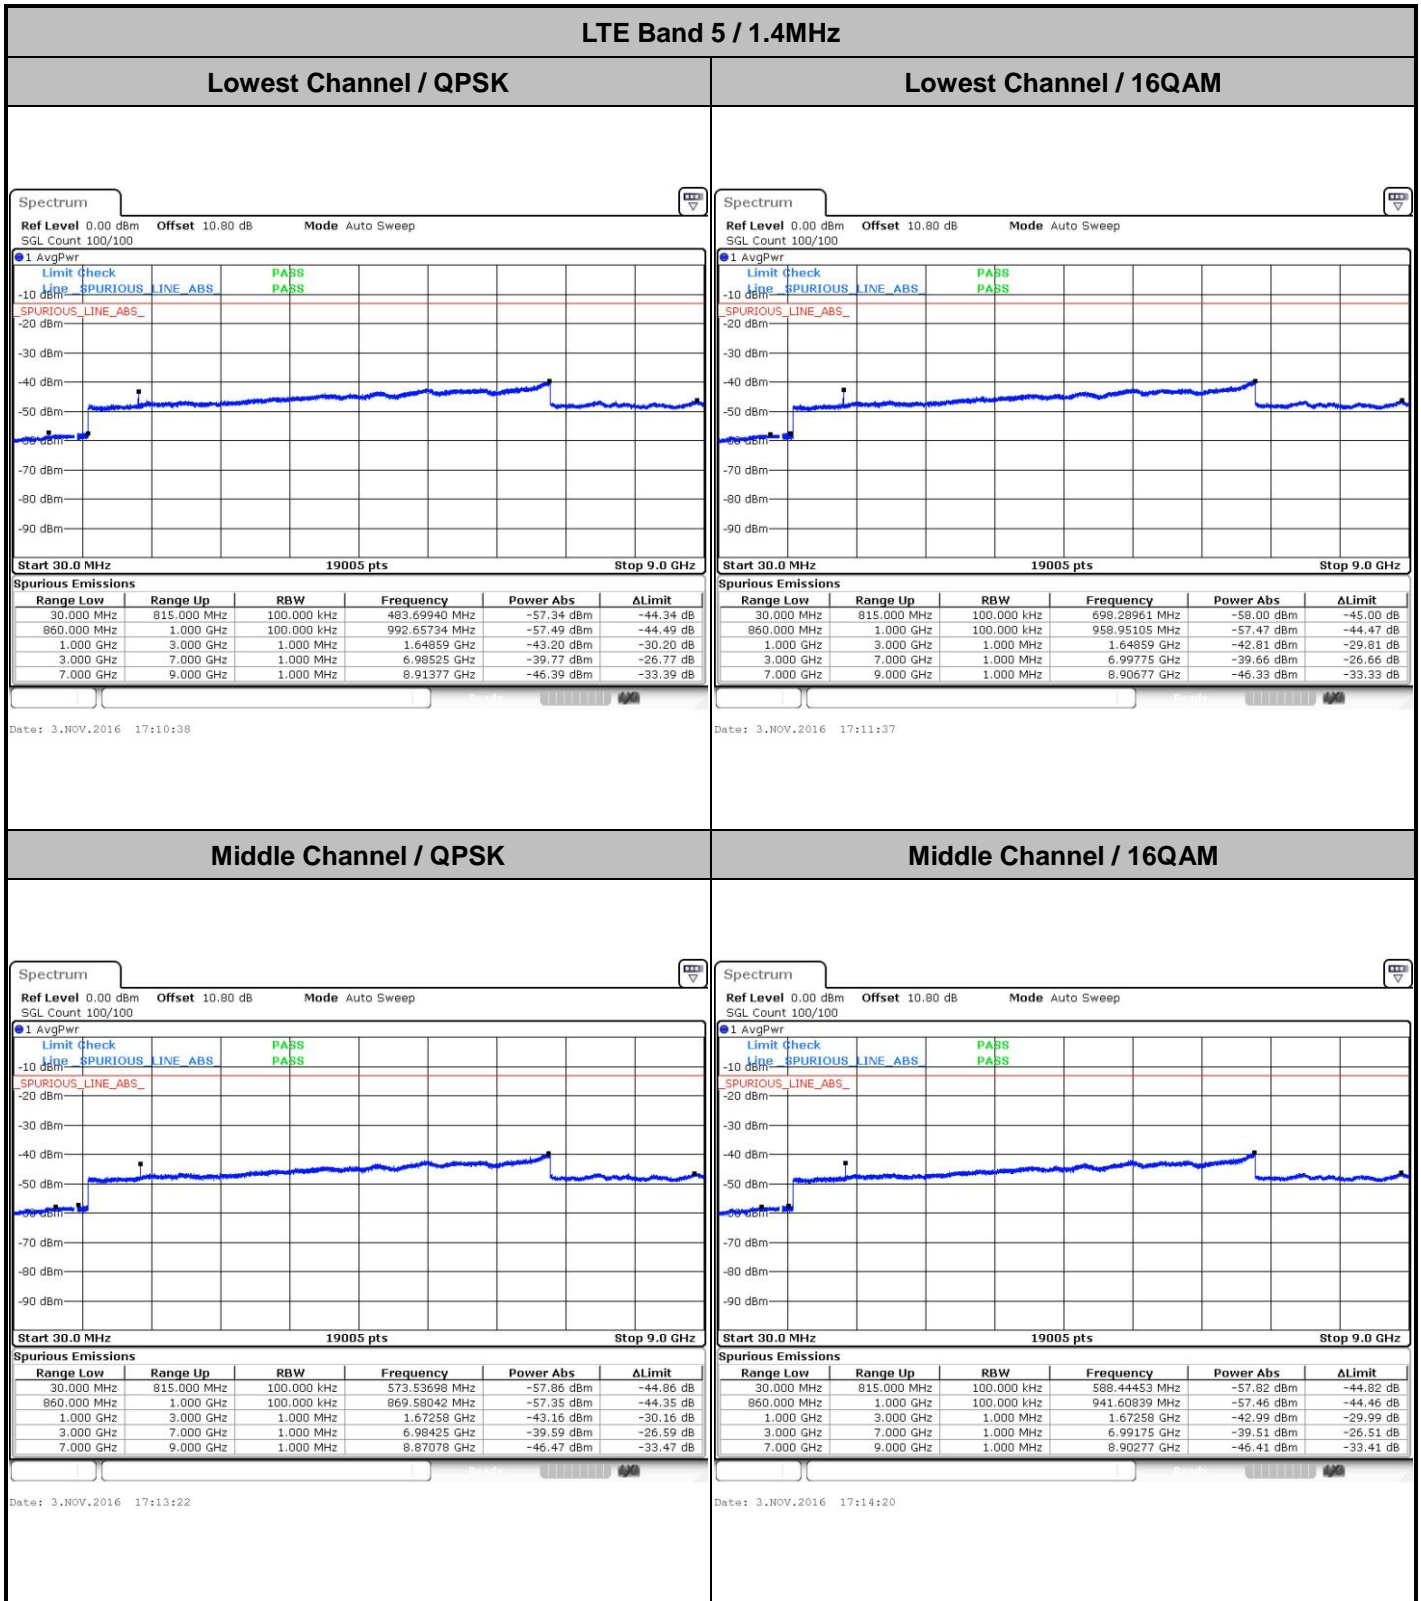 LTE Band 5 / 1.4MHz
Lowest Channel / QPSK
Lowest Channel / 16QAM
Spectrum
Ref Level 0.00 dBm Offset 10.80 dB Mode Auto Sweep
SGL Count 100/100
1 AvgPwr
Limit Check PASS
Line _SPURIOUS_LINE_ABS_ PASS
-10 dBm
_SPURIOUS_LINE_ABS_
-20 dBm
-30 dBm
-40 dBm
-50 dBm
-60 dBm
-70 dBm
-80 dBm
-90 dBm
Start 30.0 MHz 19005 pts Stop 9.0 GHz
Spurious Emissions
Range Low Range Up RBW Frequency Power Abs ΔLimit
30.000 MHz 815.000 MHz 100.000 kHz 483.69940 MHz -57.34 dBm -44.34 dB
860.000 MHz 1.000 GHz 100.000 kHz 992.65734 MHz -57.49 dBm -44.49 dB
1.000 GHz 3.000 GHz 1.000 MHz 1.64859 GHz -43.20 dBm -30.20 dB
3.000 GHz 7.000 GHz 1.000 MHz 6.98525 GHz -39.77 dBm -26.77 dB
7.000 GHz 9.000 GHz 1.000 MHz 8.91377 GHz -46.39 dBm -33.39 dB
Date: 3.NOV.2016 17:10:38
Spectrum
Ref Level 0.00 dBm Offset 10.80 dB Mode Auto Sweep
SGL Count 100/100
1 AvgPwr
Limit Check PASS
Line _SPURIOUS_LINE_ABS_ PASS
-10 dBm
_SPURIOUS_LINE_ABS_
-20 dBm
-30 dBm
-40 dBm
-50 dBm
-60 dBm
-70 dBm
-80 dBm
-90 dBm
Start 30.0 MHz 19005 pts Stop 9.0 GHz
Spurious Emissions
Range Low Range Up RBW Frequency Power Abs ΔLimit
30.000 MHz 815.000 MHz 100.000 kHz 698.28961 MHz -58.00 dBm -45.00 dB
860.000 MHz 1.000 GHz 100.000 kHz 958.95105 MHz -57.47 dBm -44.47 dB
1.000 GHz 3.000 GHz 1.000 MHz 1.64859 GHz -42.81 dBm -29.81 dB
3.000 GHz 7.000 GHz 1.000 MHz 6.99775 GHz -39.66 dBm -26.66 dB
7.000 GHz 9.000 GHz 1.000 MHz 8.90677 GHz -46.33 dBm -33.33 dB
Date: 3.NOV.2016 17:11:37
Middle Channel / QPSK
Middle Channel / 16QAM
Spectrum
Ref Level 0.00 dBm Offset 10.80 dB Mode Auto Sweep
SGL Count 100/100
1 AvgPwr
Limit Check PASS
Line _SPURIOUS_LINE_ABS_ PASS
-10 dBm
_SPURIOUS_LINE_ABS_
-20 dBm
-30 dBm
-40 dBm
-50 dBm
-60 dBm
-70 dBm
-80 dBm
-90 dBm
Start 30.0 MHz 19005 pts Stop 9.0 GHz
Spurious Emissions
Range Low Range Up RBW Frequency Power Abs ΔLimit
30.000 MHz 815.000 MHz 100.000 kHz 573.53698 MHz -57.86 dBm -44.86 dB
860.000 MHz 1.000 GHz 100.000 kHz 869.58042 MHz -57.35 dBm -44.35 dB
1.000 GHz 3.000 GHz 1.000 MHz 1.67258 GHz -43.16 dBm -30.16 dB
3.000 GHz 7.000 GHz 1.000 MHz 6.98425 GHz -39.59 dBm -26.59 dB
7.000 GHz 9.000 GHz 1.000 MHz 8.87078 GHz -46.47 dBm -33.47 dB
Date: 3.NOV.2016 17:13:22
Spectrum
Ref Level 0.00 dBm Offset 10.80 dB Mode Auto Sweep
SGL Count 100/100
1 AvgPwr
Limit Check PASS
Line _SPURIOUS_LINE_ABS_ PASS
-10 dBm
_SPURIOUS_LINE_ABS_
-20 dBm
-30 dBm
-40 dBm
-50 dBm
-60 dBm
-70 dBm
-80 dBm
-90 dBm
Start 30.0 MHz 19005 pts Stop 9.0 GHz
Spurious Emissions
Range Low Range Up RBW Frequency Power Abs ΔLimit
30.000 MHz 815.000 MHz 100.000 kHz 588.44453 MHz -57.82 dBm -44.82 dB
860.000 MHz 1.000 GHz 100.000 kHz 941.60839 MHz -57.46 dBm -44.46 dB
1.000 GHz 3.000 GHz 1.000 MHz 1.67258 GHz -42.99 dBm -29.99 dB
3.000 GHz 7.000 GHz 1.000 MHz 6.99175 GHz -39.51 dBm -26.51 dB
7.000 GHz 9.000 GHz 1.000 MHz 8.90277 GHz -46.41 dBm -33.41 dB
Date: 3.NOV.2016 17:14:20